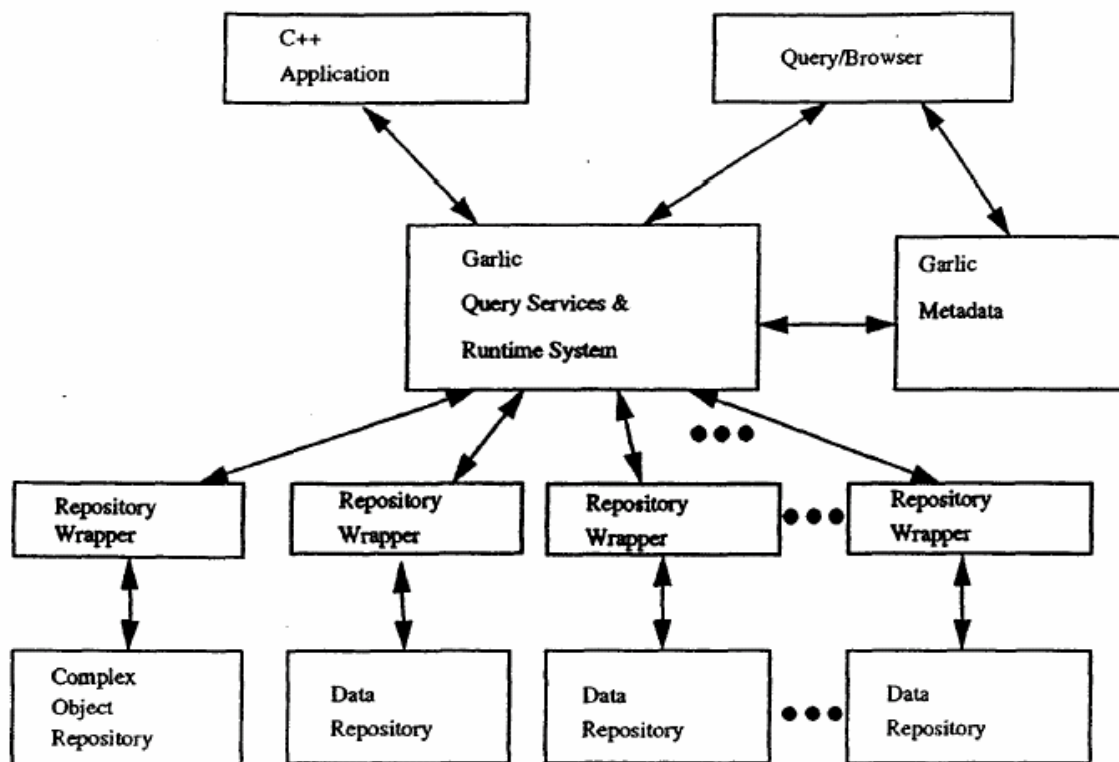 C++
Application
Query/Browser
Garlic
Query Services &
Runtime System
Garlic
Metadata
Repository
Wrapper
Repository
Wrapper
Repository
Wrapper
Repository
Wrapper
Complex
Object
Repository
Data
Repository
Data
Repository
Data
Repository